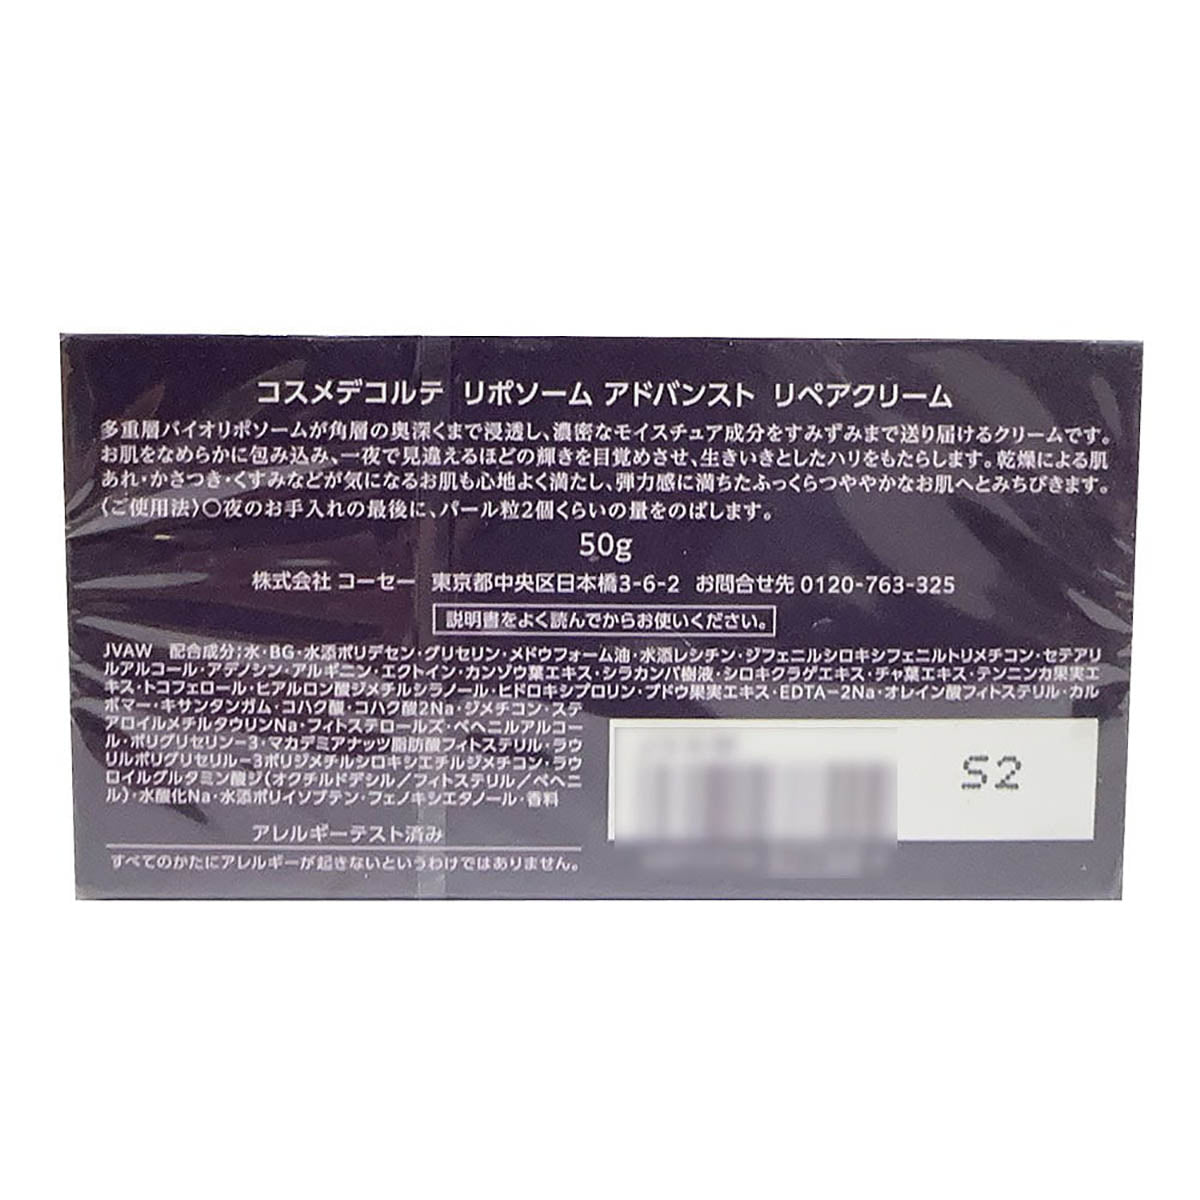 コスメデコルテ リポソーム アドバンスト リペアクリーム
多重層バイオリポソームが角層の奥深くまで浸透し、濃密なモイスチュア成分をすみずみまで送り届けるクリームです。
お肌をなめらかに包み込み、一夜で見違えるほどの輝きを目覚めさせ、生きいきとしたハリをもたらします。乾燥による肌
あれ・かさつき・くすみなどが気になるお肌も心地よく満たし、弾力感に満ちたふっくらつややかなお肌へとみちびきます。
〈ご使用法〉○夜のお手入れの最後に、パール粒2個くらいの量をのばします。
50g
株式会社 コーセー 東京都中央区日本橋3-6-2 お問合せ先 0120-763-325
説明書をよく読んでからお使いください。
JVAW 配合成分:水・BG・水添ポリデセン・グリセリン・メドウフォーム油・水添レシチン・ジフェニルシロキシフェニルトリメチコン・セテアリ
ルアルコール・アデノシン・アルギニン・エクトイン・カンゾウ葉エキス・シラカンバ樹液・シロキクラゲエキス・チャ葉エキス・テンニンカ果実エ
キス・トコフェロール・ヒアルロン酸ジメチルシラノール・ヒドロキシプロリン・ブドウ果実エキス・EDTA-2Na・オレイン酸フィトステリル・カル
ボマー・キサンタンガム・コハク酸・コハク酸2Na・ジメチコン・ステ
アロイルメチルタウリンNa・フィトステロールズ・ベヘニルアルコー
ル・ポリグリセリン-3・マカデミアナッツ脂肪酸フィトステリル・ラウ
リルポリグリセリル-3ポリジメチルシロキシエチルジメチコン・ラウ
ロイルグルタミン酸ジ(オクチルドデシル/フィトステリル/ベヘニ
ル)・水酸化Na・水添ポリイソブテン・フェノキシエタノール・香料
S2
アレルギーテスト済み
すべてのかたにアレルギーが起きないというわけではありません。